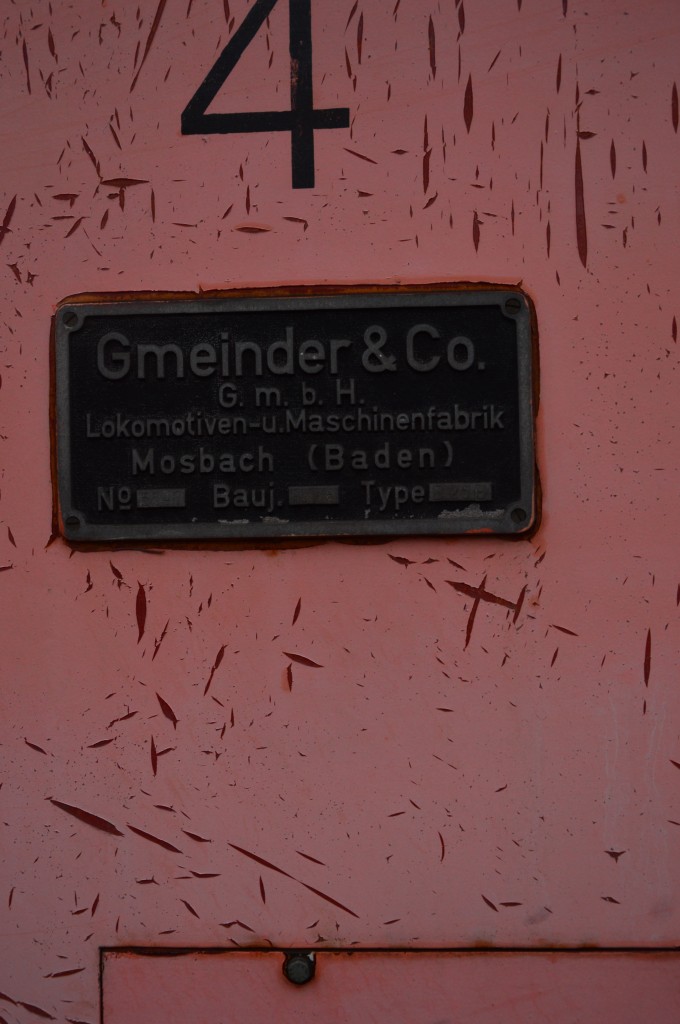 4
Gmeinder & Co.
G. m. b. H.
Lokomotiven-u. Maschinenfabrik
Mosbach (Baden)
Nº Bauj. Type